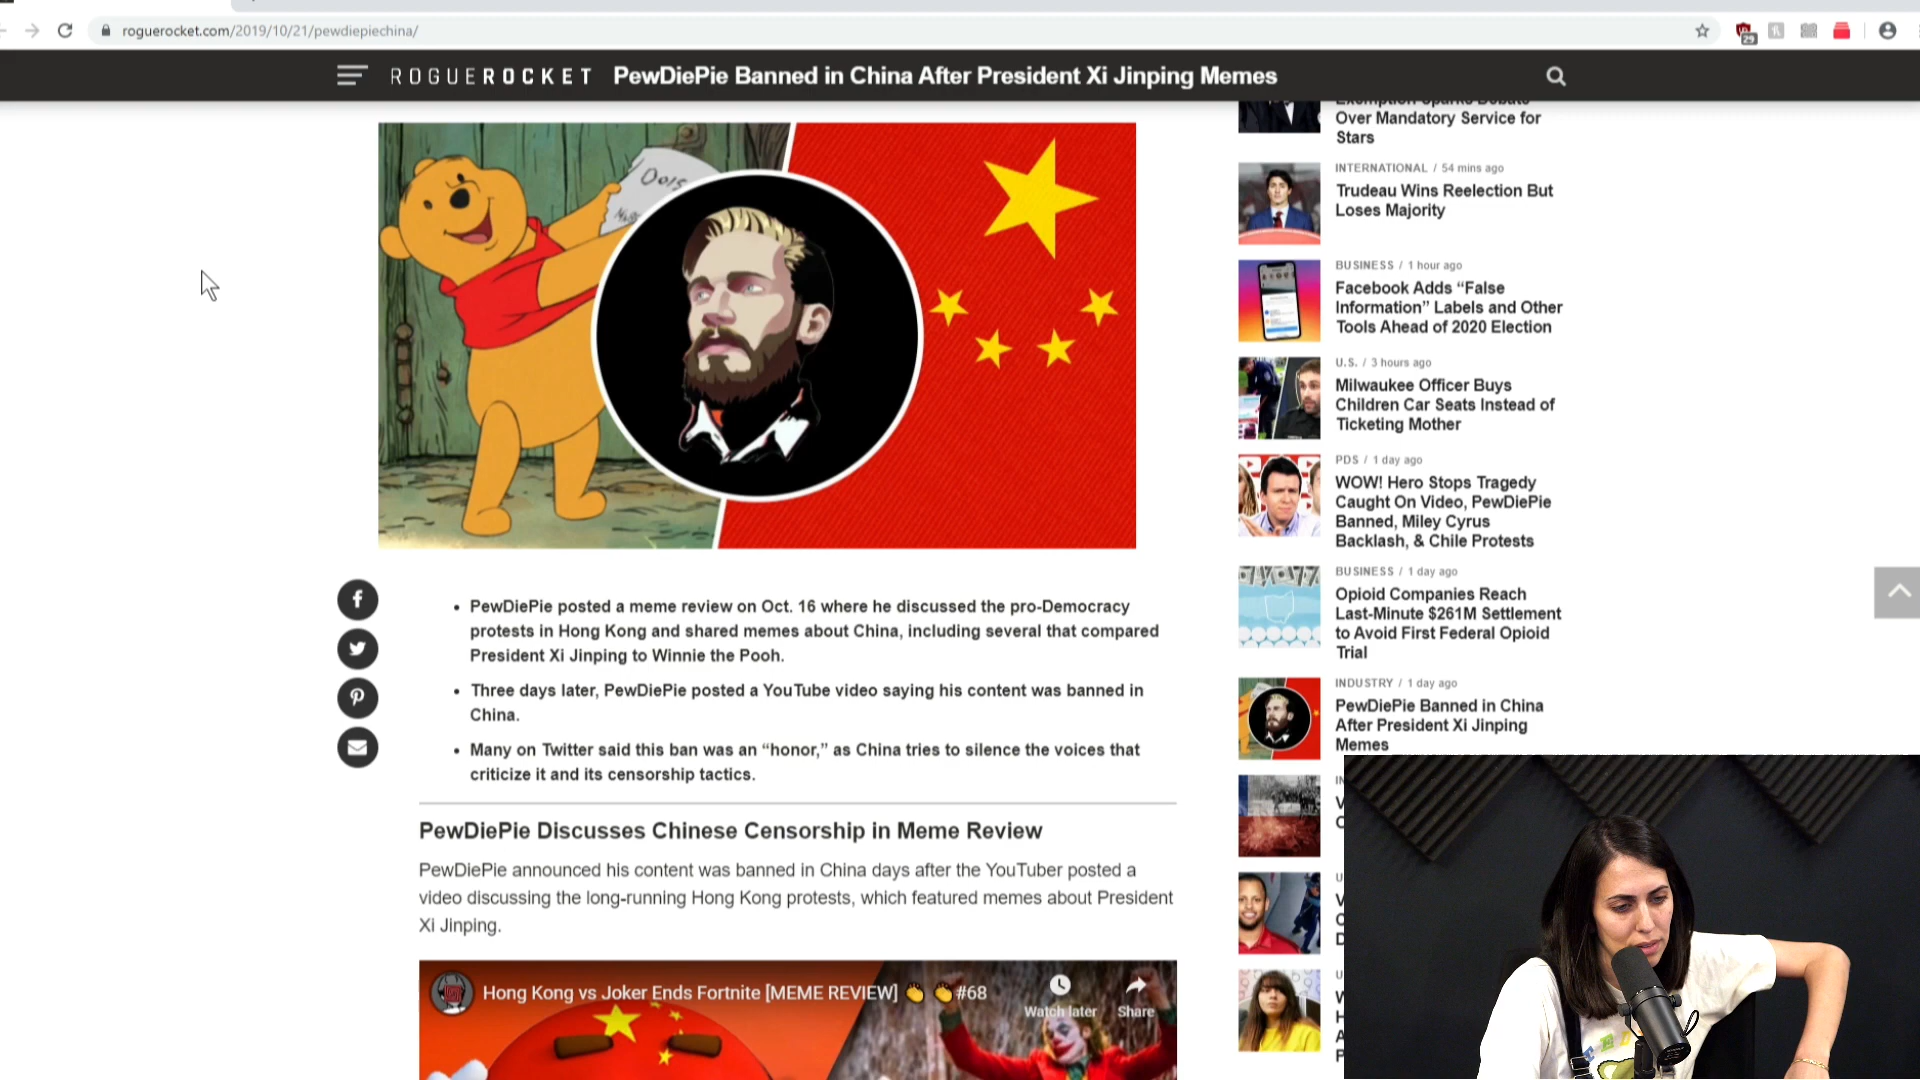 roguerocket.com/2019/10/21/pewdiepiechina/
29
ROGUEROCKET PewDiePie Banned in China After President Xi Jinping Memes
Exemption Sparks Debate
Over Mandatory Service for
Stars
INTERNATIONAL / 54 mins ago
Trudeau Wins Reelection But
Loses Majority
BUSINESS / 1 hour ago
Facebook Adds “False
Information” Labels and Other
Tools Ahead of 2020 Election
U.S. / 3 hours ago
Milwaukee Officer Buys
Children Car Seats Instead of
Ticketing Mother
PDS / 1 day ago
WOW! Hero Stops Tragedy
Caught On Video, PewDiePie
Banned, Miley Cyrus
Backlash, & Chile Protests
BUSINESS / 1 day ago
Opioid Companies Reach
Last-Minute $261M Settlement
to Avoid First Federal Opioid
Trial
INDUSTRY / 1 day ago
PewDiePie Banned in China
After President Xi Jinping
Memes
• PewDiePie posted a meme review on Oct. 16 where he discussed the pro-Democracy
protests in Hong Kong and shared memes about China, including several that compared
President Xi Jinping to Winnie the Pooh.
• Three days later, PewDiePie posted a YouTube video saying his content was banned in
China.
• Many on Twitter said this ban was an “honor,” as China tries to silence the voices that
criticize it and its censorship tactics.
PewDiePie Discusses Chinese Censorship in Meme Review
PewDiePie announced his content was banned in China days after the YouTuber posted a
video discussing the long-running Hong Kong protests, which featured memes about President
Xi Jinping.
Hong Kong vs Joker Ends Fortnite [MEME REVIEW] 👏 👏#68
Watch later
Share